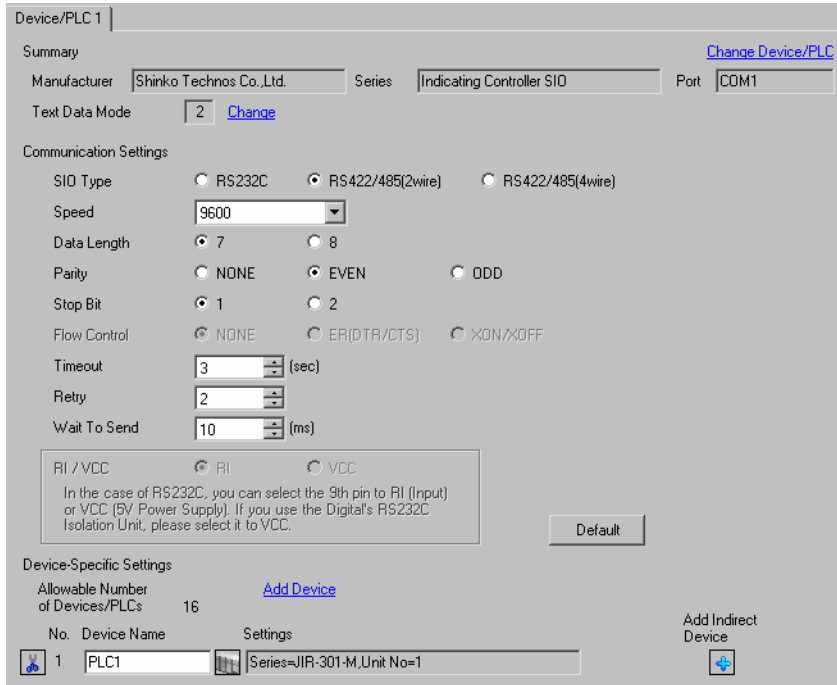 Device/PLC 1
Summary Change Device/PLC
Manufacturer Shinko Technos Co.,Ltd. Series Indicating Controller SIO Port COM1
Text Data Mode 2 Change
Communication Settings
SIO Type RS232C RS422/485(2wire) RS422/485(4wire)
Speed 9600
Data Length 7 8
Parity NONE EVEN ODD
Stop Bit 1 2
Flow Control NONE ER(DTR/CTS) XON/XOFF
Timeout 3 (sec)
Retry 2
Wait To Send 10 (ms)
RI / VCC RI VCC
In the case of RS232C, you can select the 9th pin to RI (Input)
or VCC (5V Power Supply). If you use the Digital's RS232C
Isolation Unit, please select it to VCC.
Default
Device-Specific Settings
Allowable Number Add Device
of Devices/PLCs 16
Add Indirect
No. Device Name Settings Device
1 PLC1 Series=JIR-301-M,Unit No=1